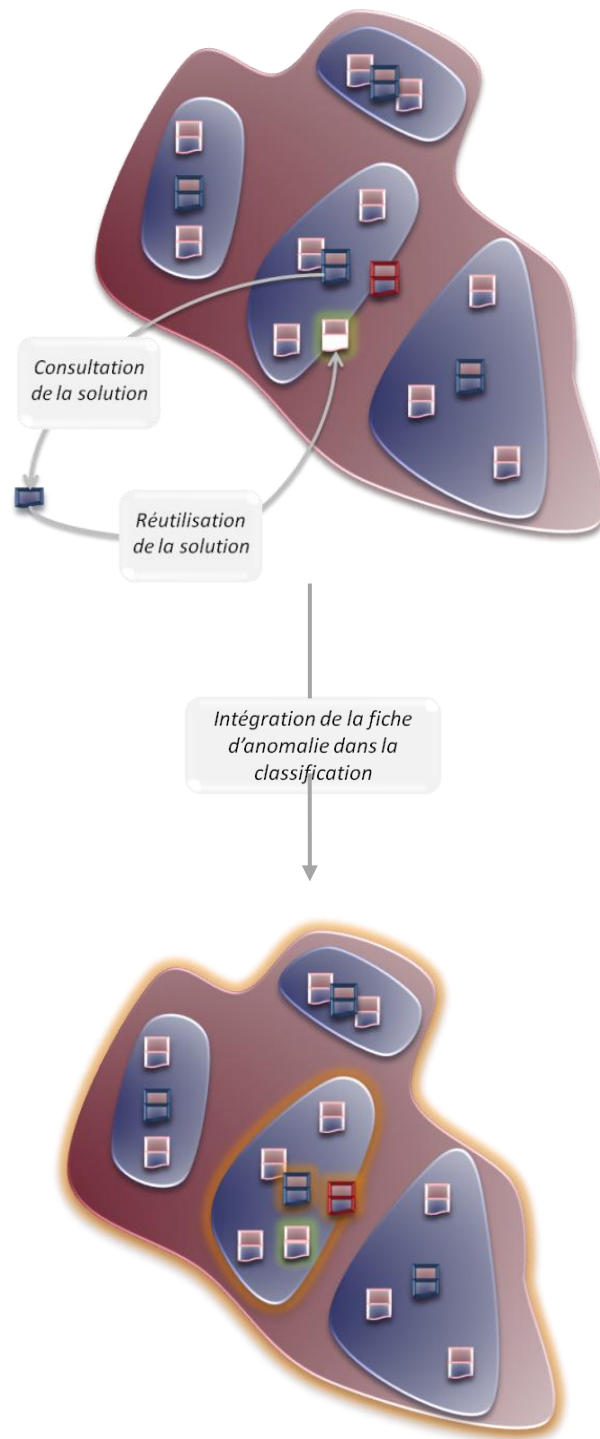 Consultation
de la solution
Réutilisation
de la solution
Intégration de la fiche
d’anomalie dans la
classification